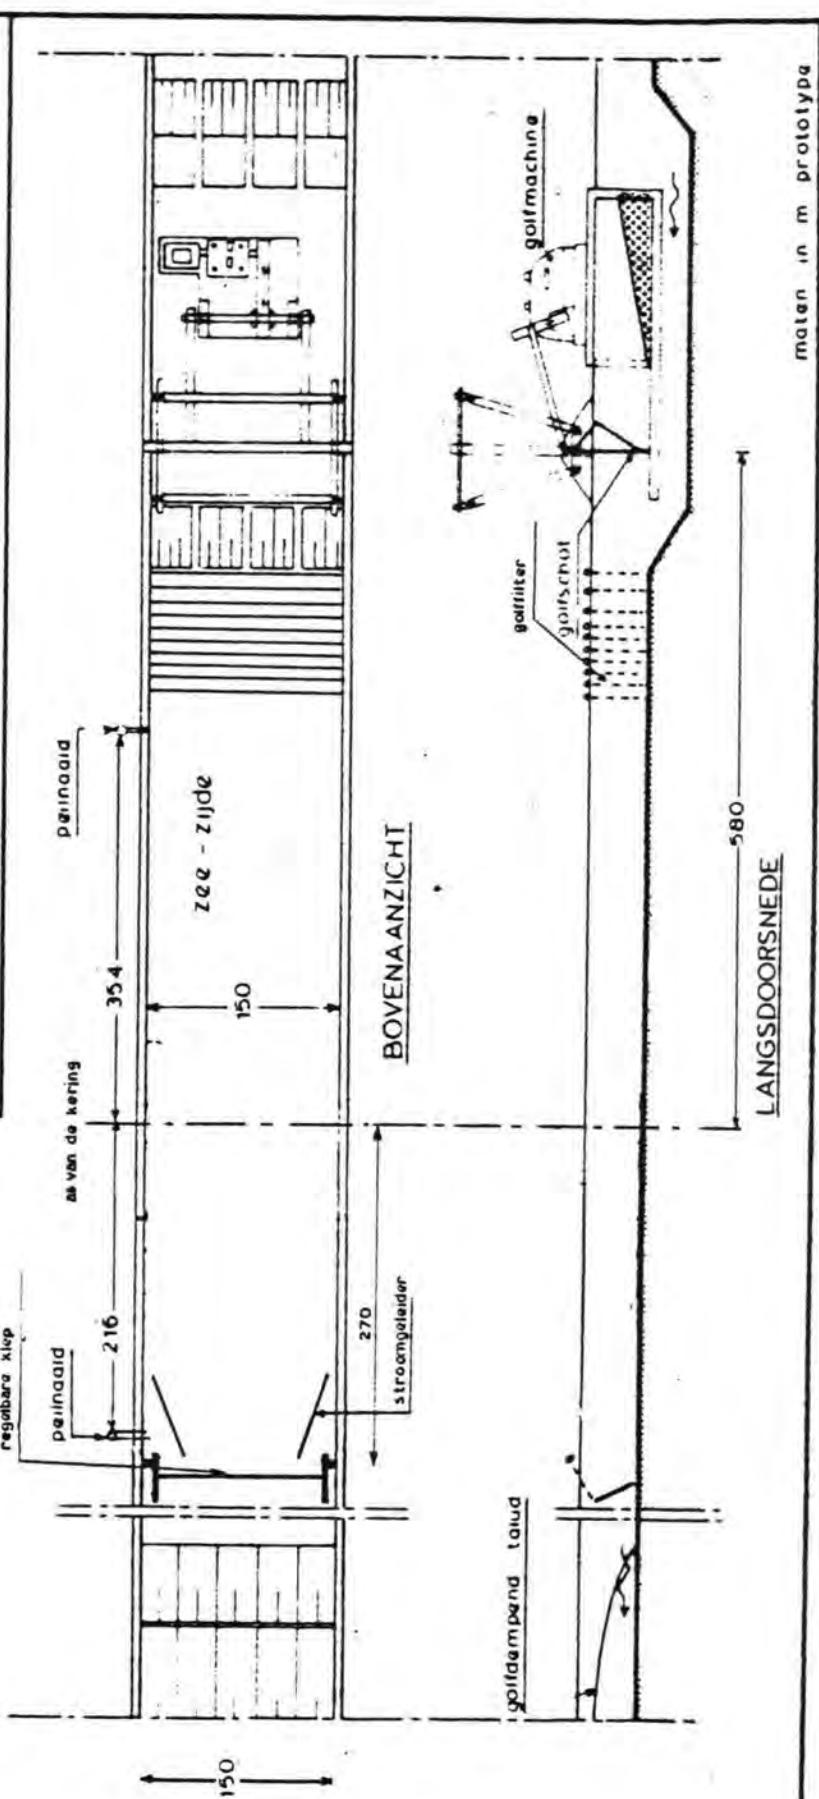 regelbare klep
peilnaald
216
as van de kering
354
peilnaald
zee - zijde
150
150
270
stroomgeleider
BOVENAANZICHT
golfdempend talud
golffilter
golfschot
golfmachine
580
LANGSDOORSNEDE
maten in m prototype